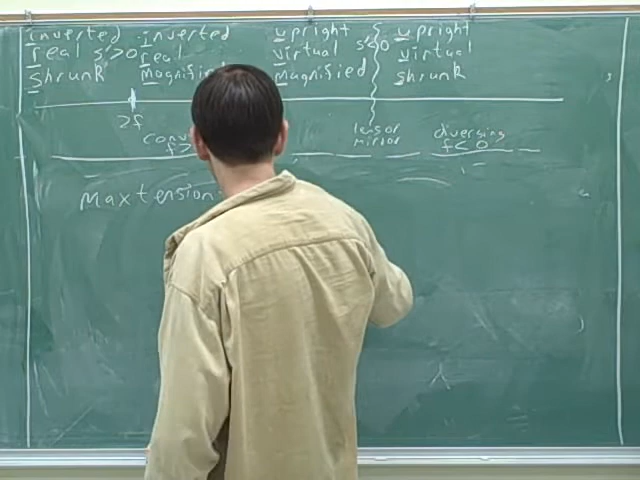 inverted inverted upright upright
real s'>0 real virtual s'<0 virtual
shrunk magnified magnified shrunk
2f
lens or diverging
mirror f<0
Max tension